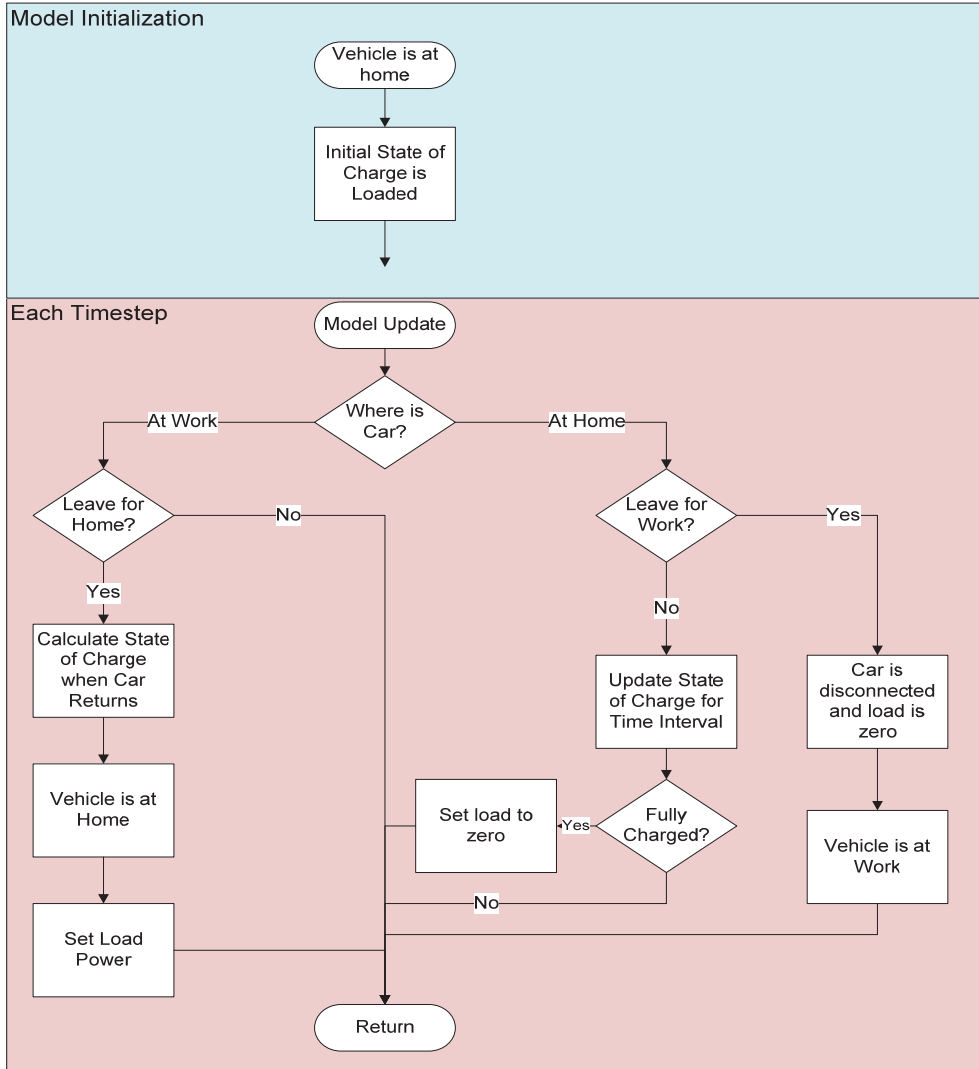 Model Initialization
Vehicle is at
home
Initial State of
Charge is
Loaded
Each Timestep
Model Update
Where is
Car?
At Work
At Home
Leave for
Home?
No
Leave for
Work?
Yes
Yes
No
Calculate State
of Charge
when Car
Returns
Update State
of Charge for
Time Interval
Car is
disconnected
and load is
zero
Vehicle is at
Home
Set load to
zero
Yes
Fully
Charged?
Vehicle is at
Work
No
Set Load
Power
Return